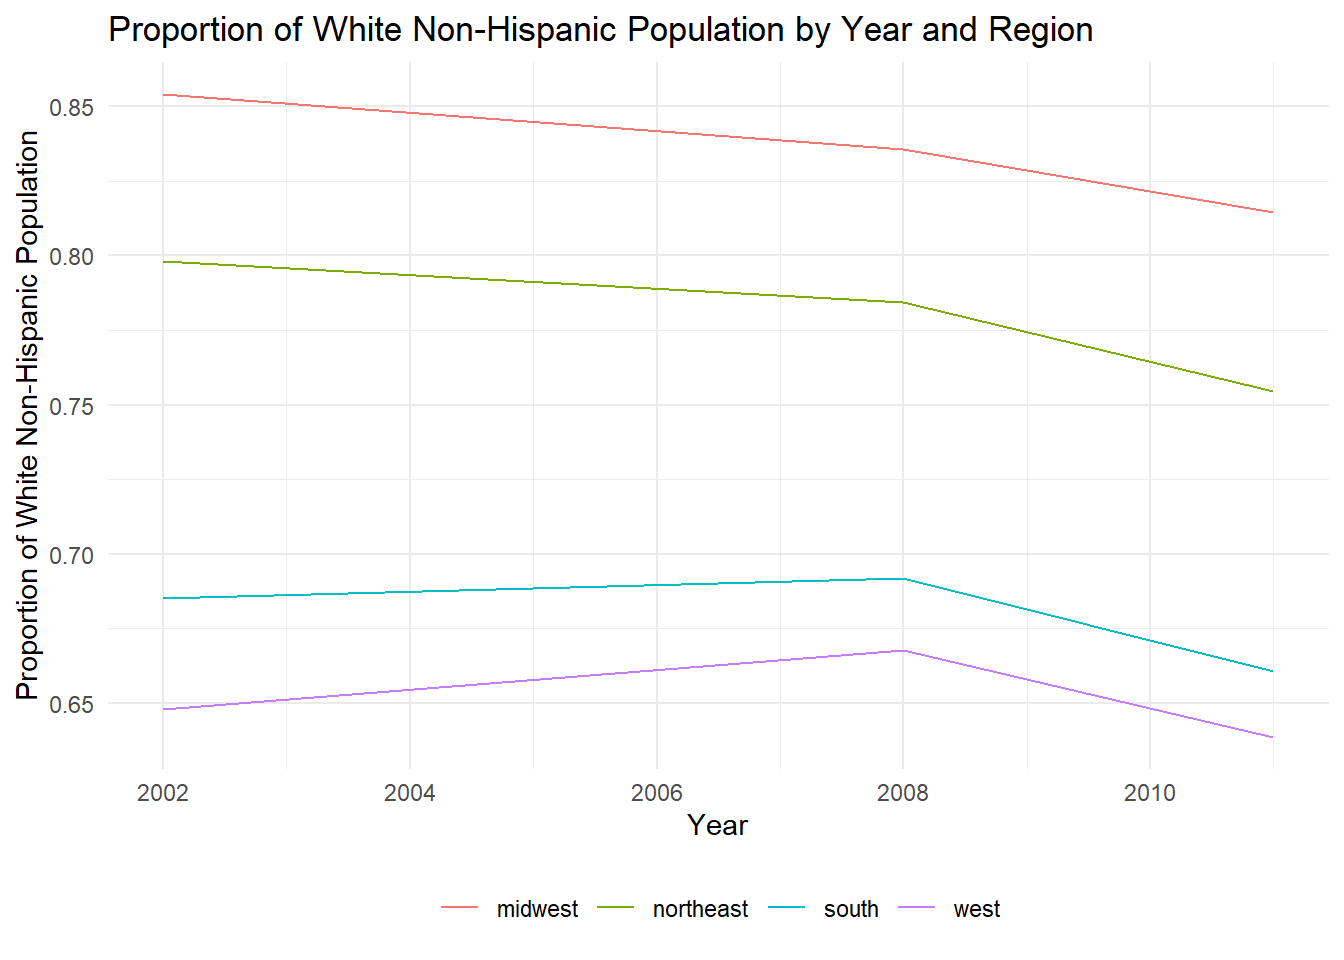 Proportion of White Non-Hispanic Population by Year and Region
Proportion of White Non-Hispanic Population
0.85
0.80
0.75
0.70
0.65
2002 2004 2006 2008 2010
Year
midwest northeast south west